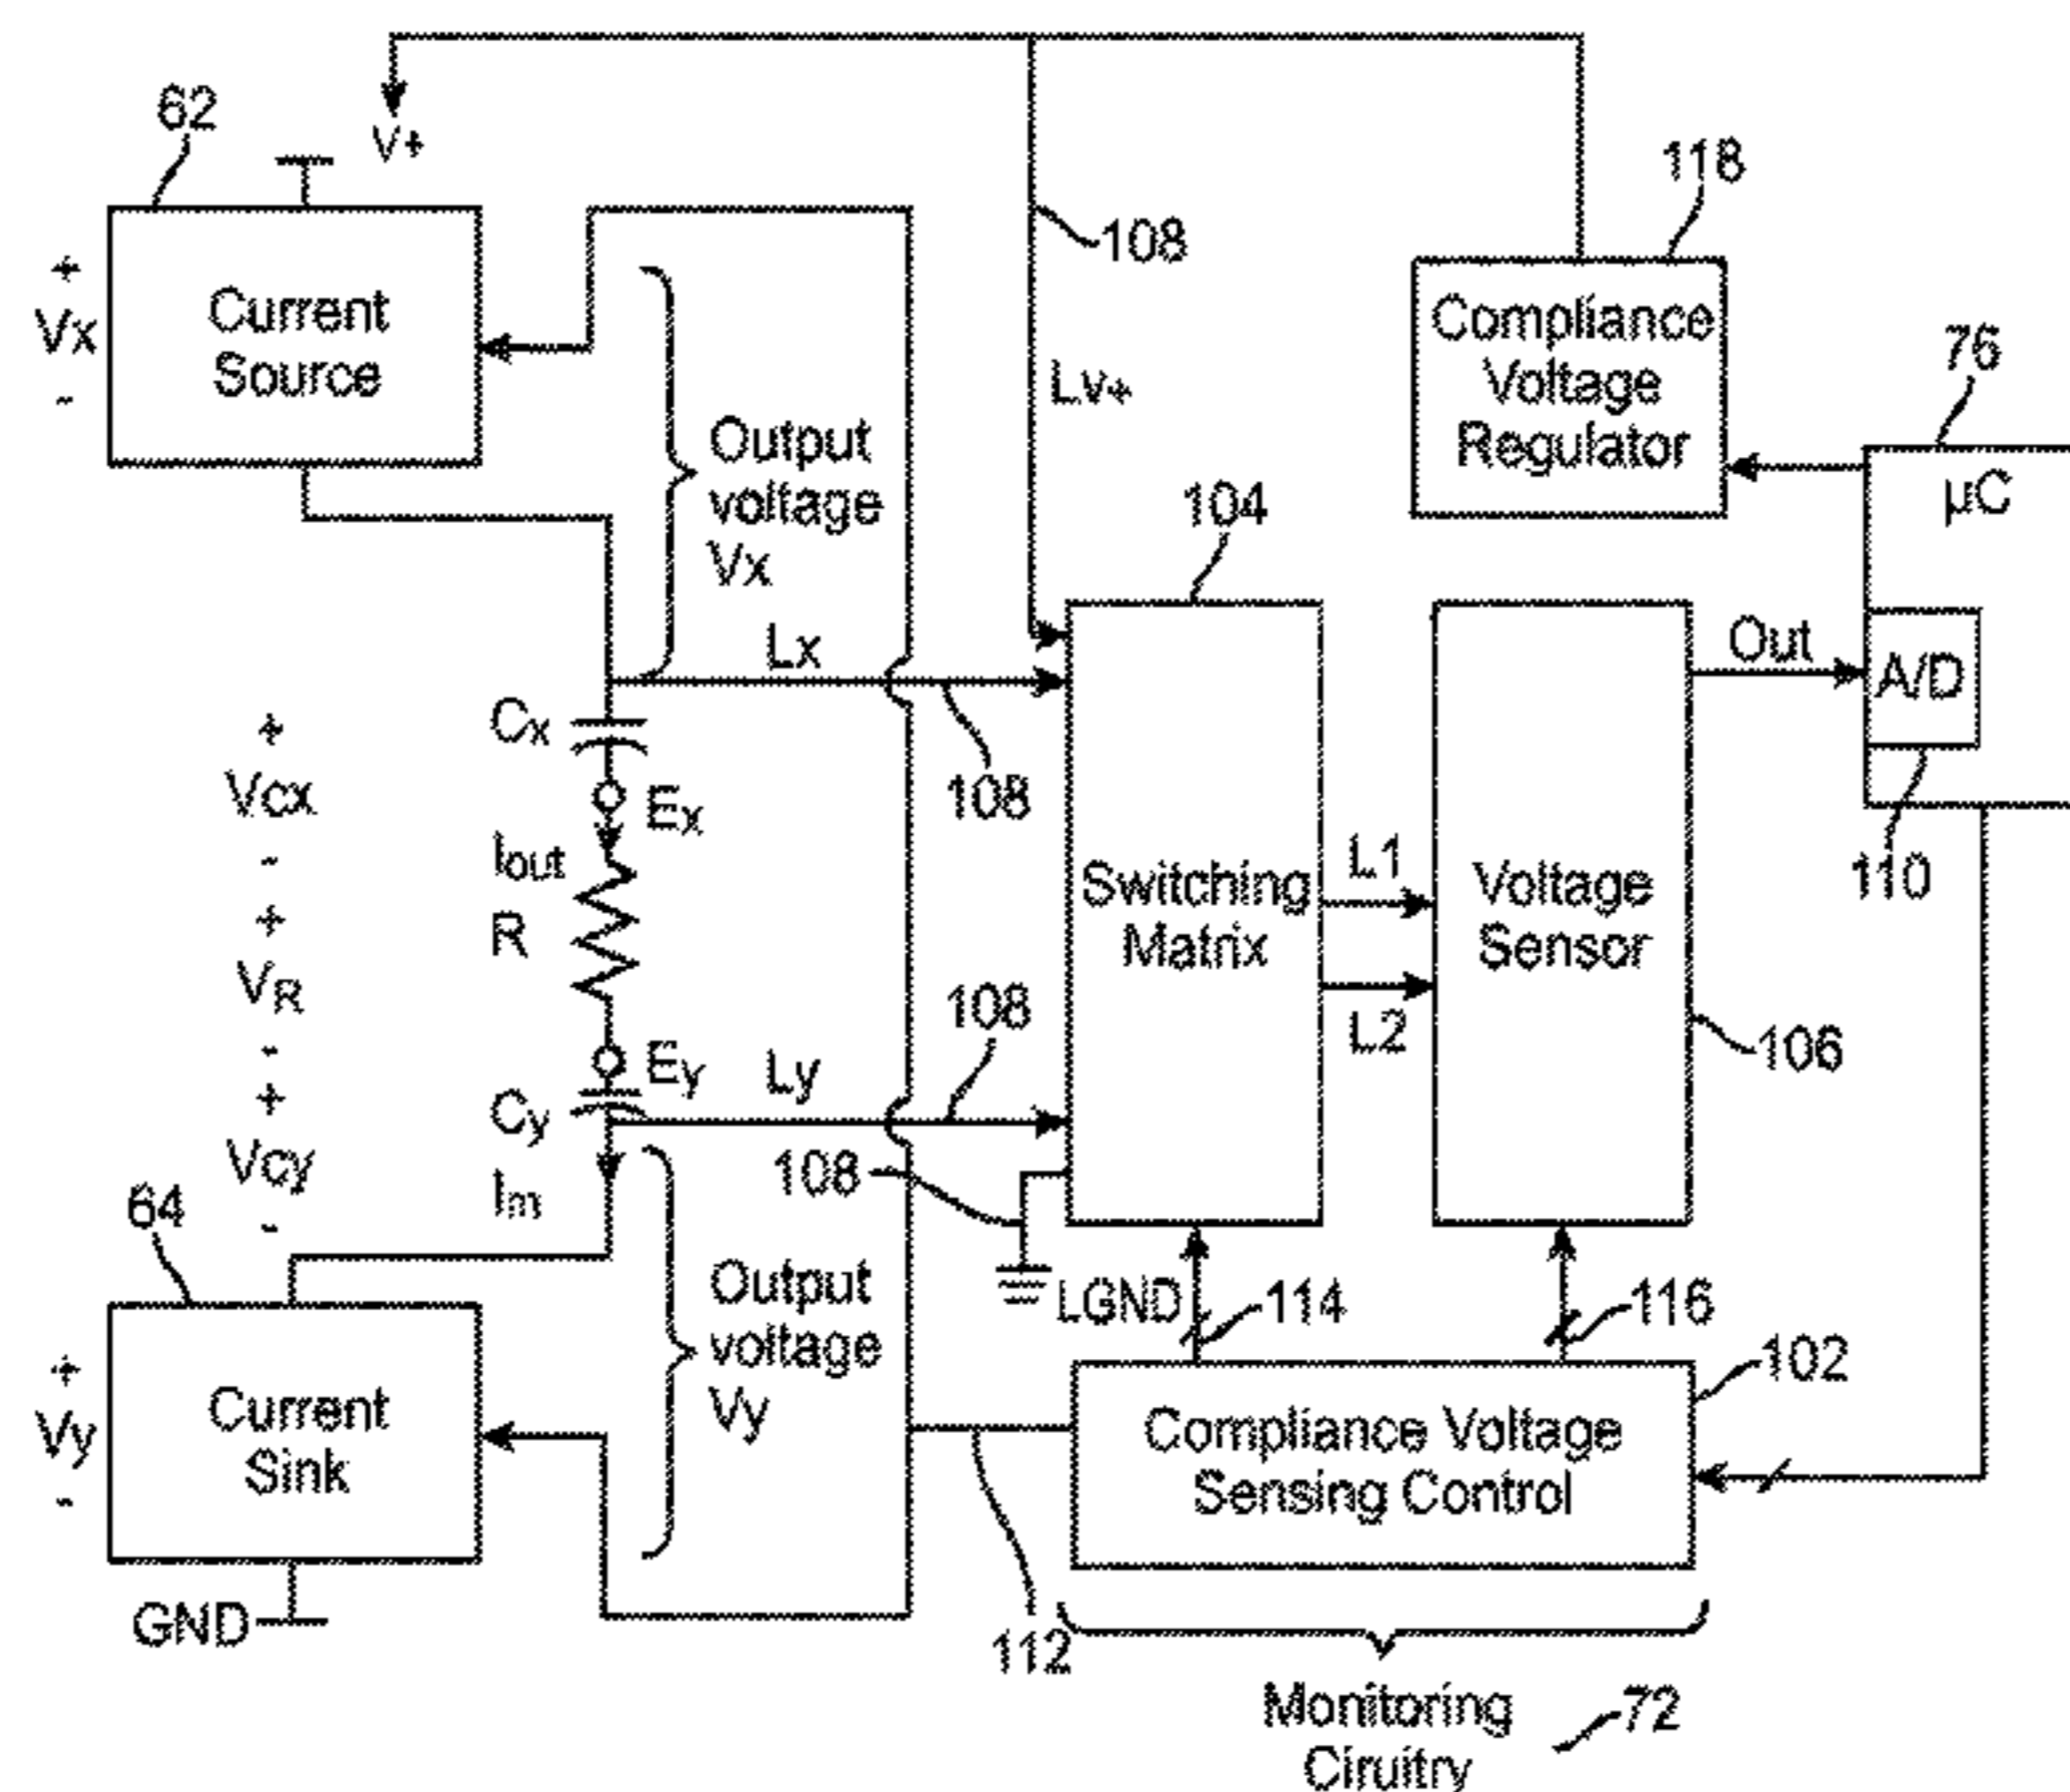 62
V+
118
108
+
Vx
-
Current
Source
Compliance
Voltage
Regulator
76
μC
Lv+
Output
voltage
Vx
104
Lx
Out
A/D
+
Vcx
-
Cx
Ex
108
110
Iout
R
+
VR
-
Switching
Matrix
L1
L2
Voltage
Sensor
106
108
Ey
Ly
Cy
+
Vcy
-
Im
108
64
LGND
114
116
102
Output
voltage
Vy
+
Vy
-
Current
Sink
Compliance Voltage
Sensing Control
GND
112
Monitoring
Ciruitry
72